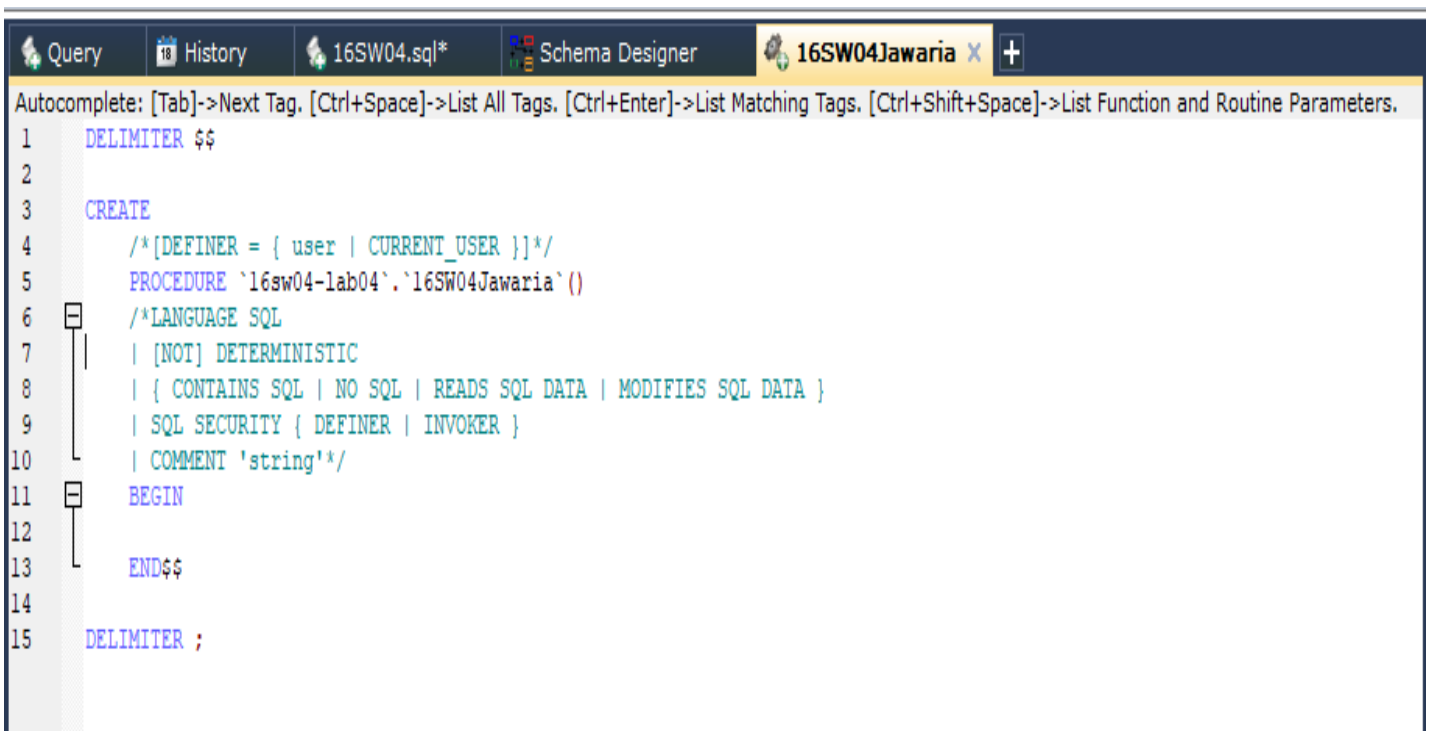 Query History 16SW04.sql* Schema Designer 16SW04Jawaria
Autocomplete: [Tab]->Next Tag. [Ctrl+Space]->List All Tags. [Ctrl+Enter]->List Matching Tags. [Ctrl+Shift+Space]->List Function and Routine Parameters.
1 DELIMITER $$
2
3 CREATE
4 /*[DEFINER = { user | CURRENT_USER }]*/
5 PROCEDURE `16sw04-lab04`.`16SW04Jawaria`()
6 /*LANGUAGE SQL
7 | [NOT] DETERMINISTIC
8 | { CONTAINS SQL | NO SQL | READS SQL DATA | MODIFIES SQL DATA }
9 | SQL SECURITY { DEFINER | INVOKER }
10 | COMMENT 'string'*/
11 BEGIN
12
13 END$$
14
15 DELIMITER ;